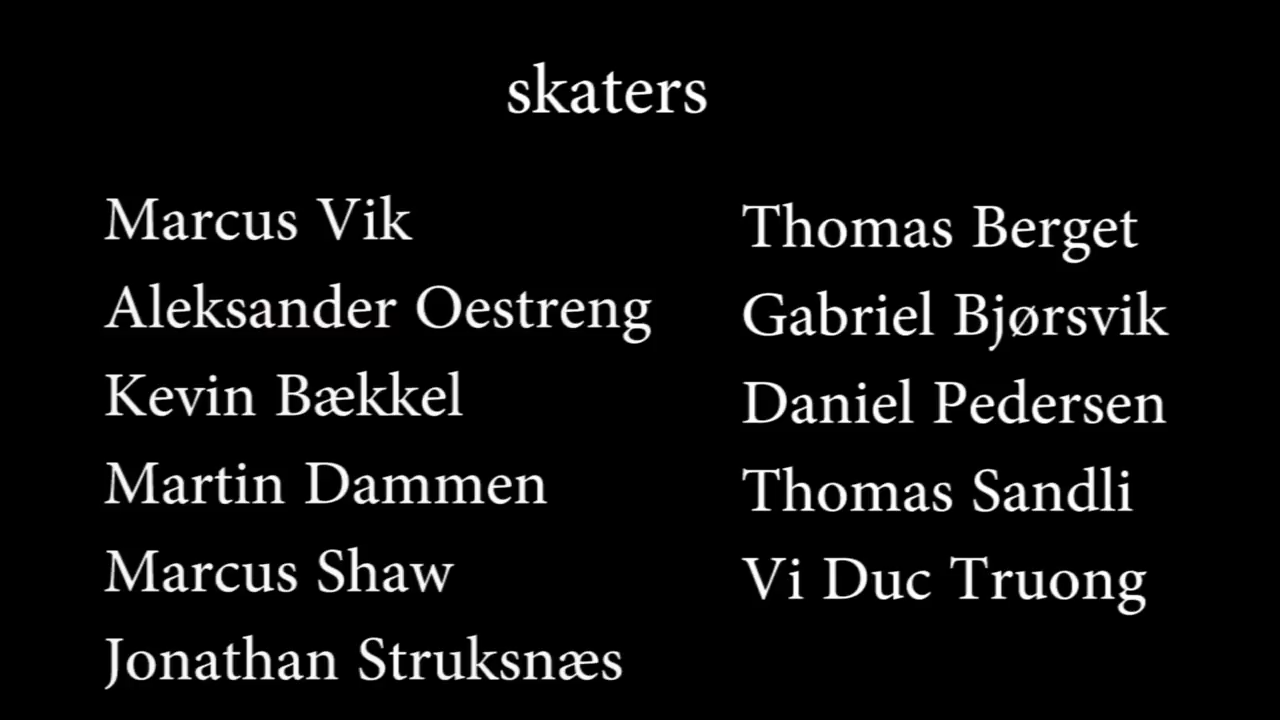 skaters
Marcus Vik
Aleksander Oestreng
Kevin Bækkel
Martin Dammen
Marcus Shaw
Jonathan Struksnæs
Thomas Berget
Gabriel Bjørsvik
Daniel Pedersen
Thomas Sandli
Vi Duc Truong